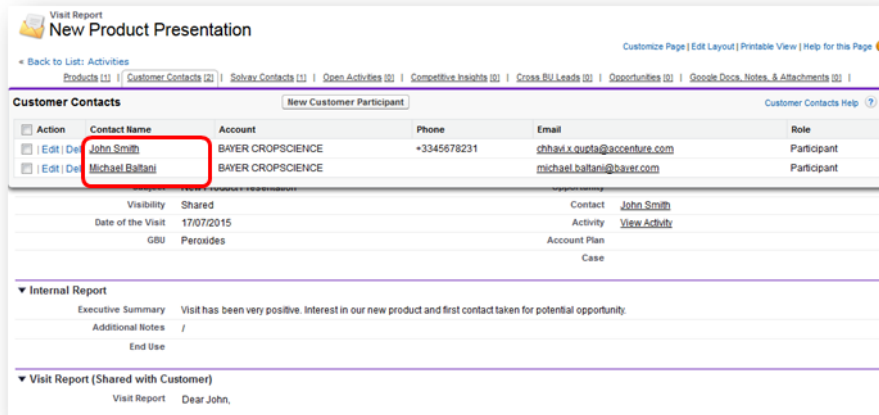 Visit Report
New Product Presentation
Customize Page | Edit Layout | Printable View | Help for this Page
« Back to List: Activities
Products [1] | Customer Contacts [2] | Solvay Contacts [1] | Open Activities [0] | Competitive Insights [0] | Cross BU Leads [0] | Opportunities [0] | Google Docs, Notes, & Attachments [0] |
Customer Contacts New Customer Participant Customer Contacts Help ?
Action Contact Name Account Phone Email Role
| Edit | Del John Smith BAYER CROPSCIENCE +3345678231 chhavi.x.gupta@accenture.com Participant
| Edit | Del Michael Baltani BAYER CROPSCIENCE michael.baltani@bayer.com Participant
Subject New Product Presentation Opportunity
Visibility Shared Contact John Smith
Date of the Visit 17/07/2015 Activity View Activity
GBU Peroxides Account Plan
Case
Internal Report
Executive Summary Visit has been very positive. Interest in our new product and first contact taken for potential opportunity.
Additional Notes /
End Use
Visit Report (Shared with Customer)
Visit Report Dear John,